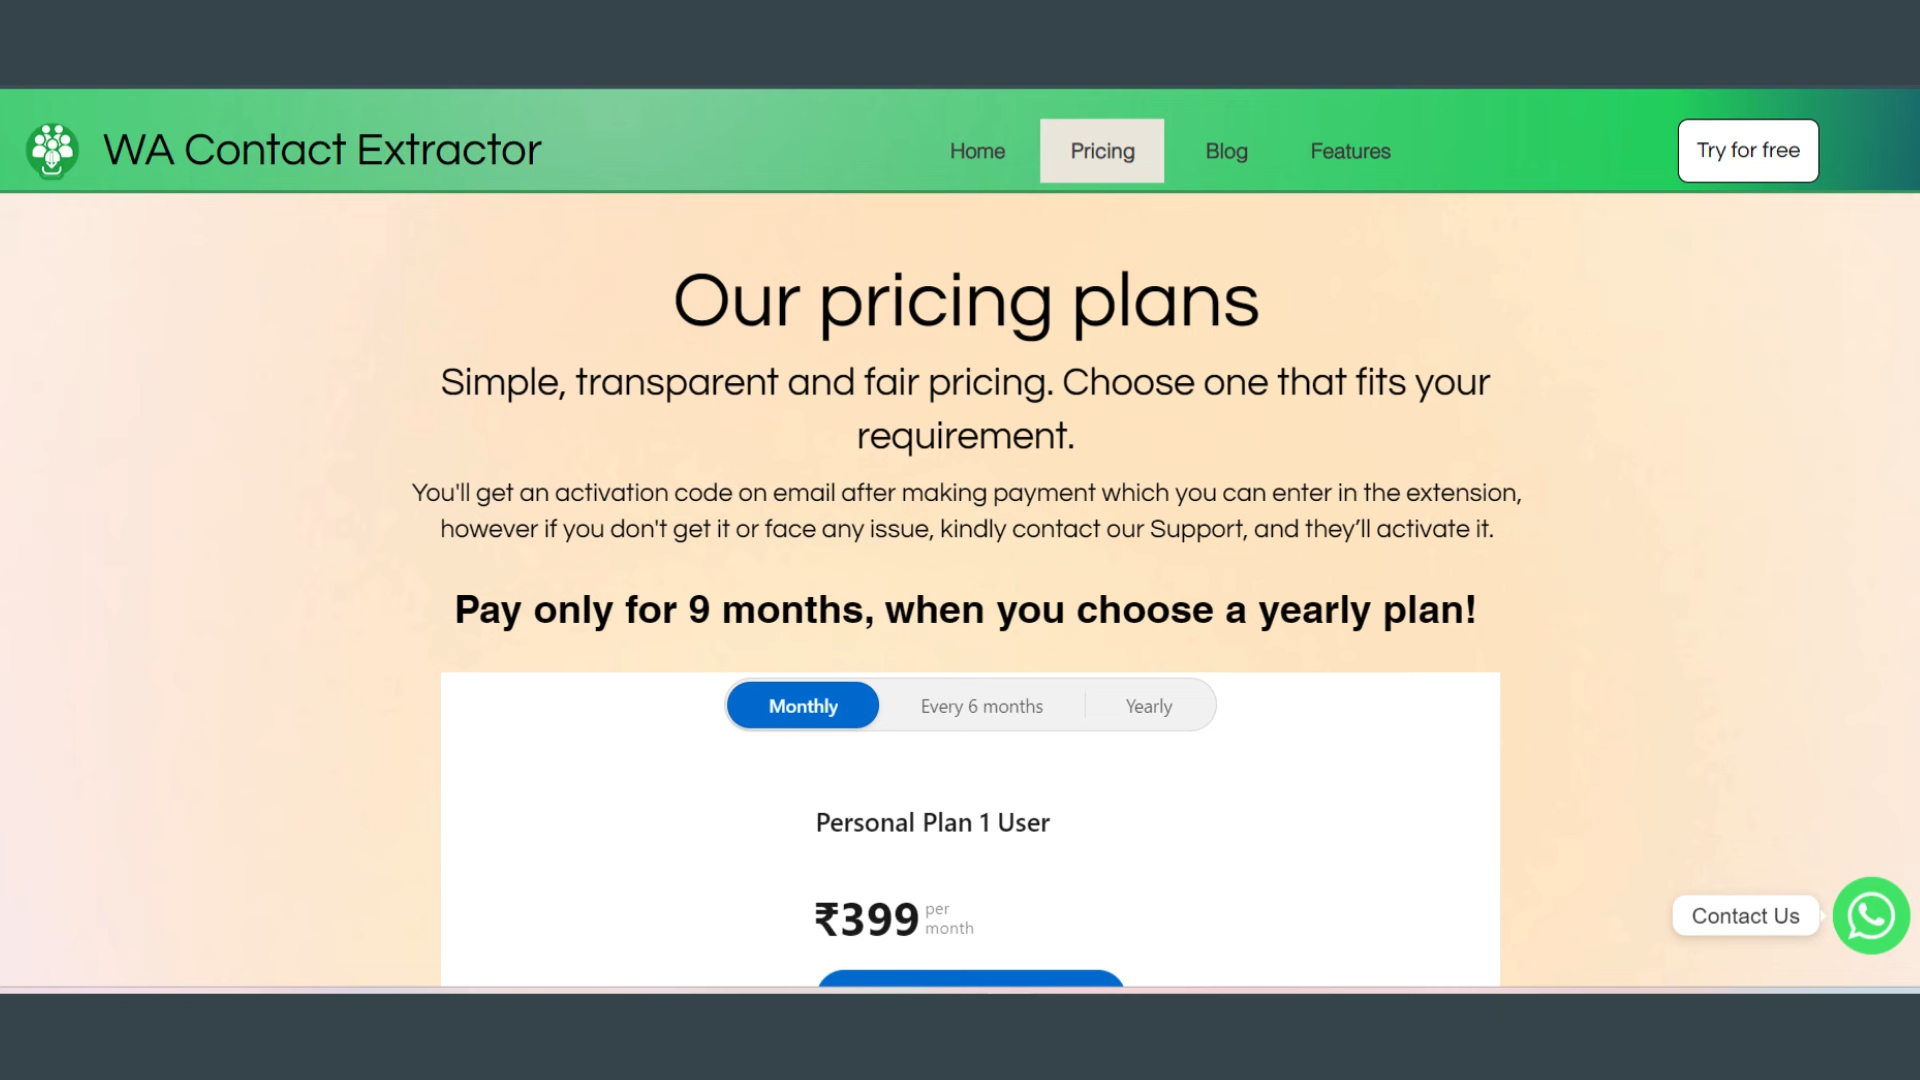 WA Contact Extractor
Home
Pricing
Blog
Features
Try for free
Our pricing plans
Simple, transparent and fair pricing. Choose one that fits your
requirement.
You'll get an activation code on email after making payment which you can enter in the extension,
however if you don't get it or face any issue, kindly contact our Support, and they’ll activate it.
Pay only for 9 months, when you choose a yearly plan!
Monthly
Every 6 months
Yearly
Personal Plan 1 User
₹399
per
month
Contact Us